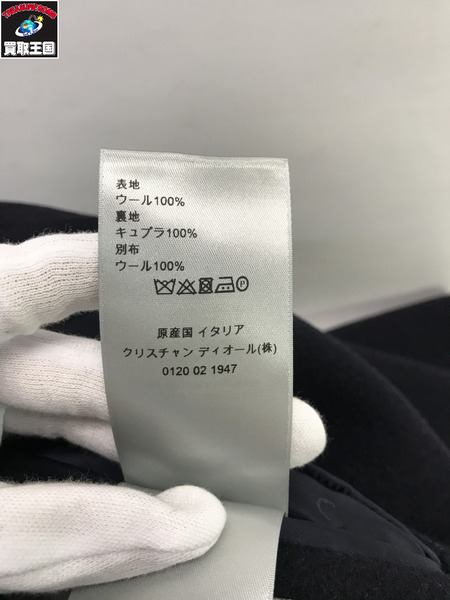 買取王国
表地
ウール100%
裏地
キュプラ100%
別布
ウール100%
P
原産国 イタリア
クリスチャン ディオール(株)
0120 02 1947